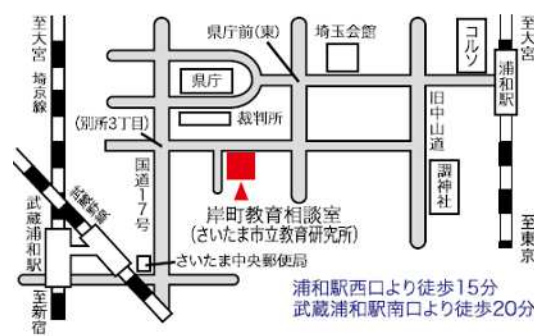 至大宮
埼京線
県庁前(東)
埼玉会館
コルソ
至大宮
浦和駅
県庁
裁判所
(別所3丁目)
国道17号
旧中山道
調神社
武蔵野線
岸町教育相談室
(さいたま市立教育研究所)
武蔵浦和駅
さいたま中央郵便局
至新宿
至東京
浦和駅西口より徒歩15分
武蔵浦和駅南口より徒歩20分